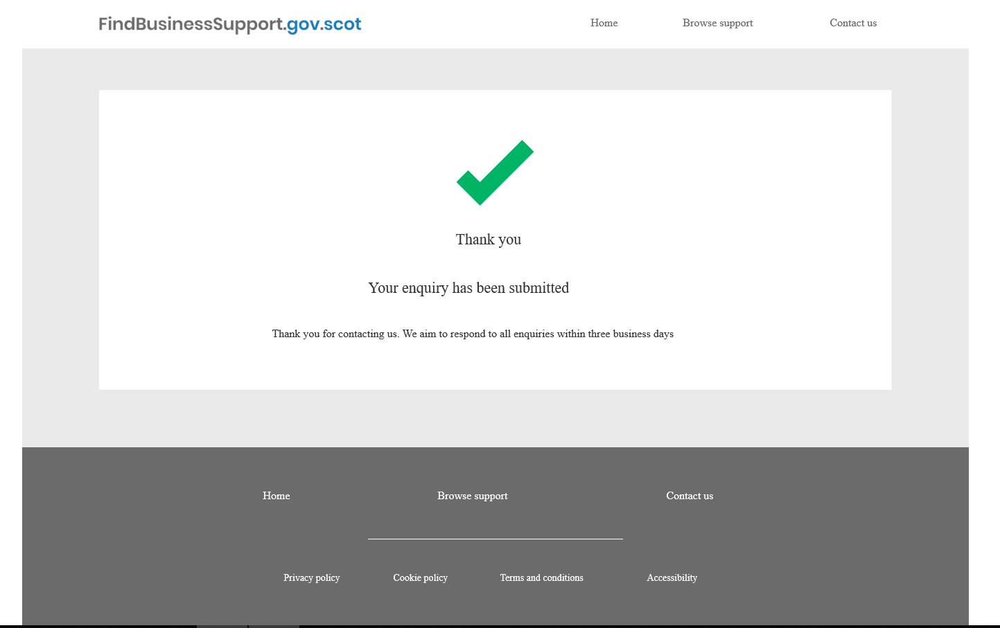 FindBusinessSupport.gov.scot
Home Browse support Contact us
Thank you
Your enquiry has been submitted
Thank you for contacting us. We aim to respond to all enquiries within three business days
Home Browse support Contact us
Privacy policy Cookie policy Terms and conditions Accessibility